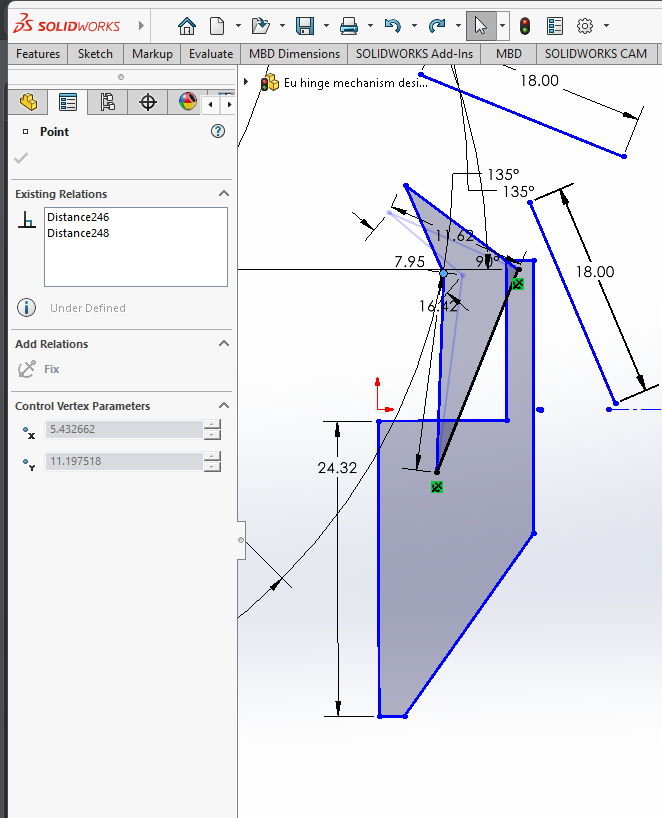 SOLIDWORKS
Features
Sketch
Markup
Evaluate
MBD Dimensions
SOLIDWORKS Add-Ins
MBD
SOLIDWORKS CAM
Eu hinge mechanism desi...
Point
Existing Relations
Distance246
Distance248
Under Defined
Add Relations
Fix
Control Vertex Parameters
X
5.432662
Y
11.197518
18.00
135°
135°
11.62
7.95
90°
18.00
16.42
24.32